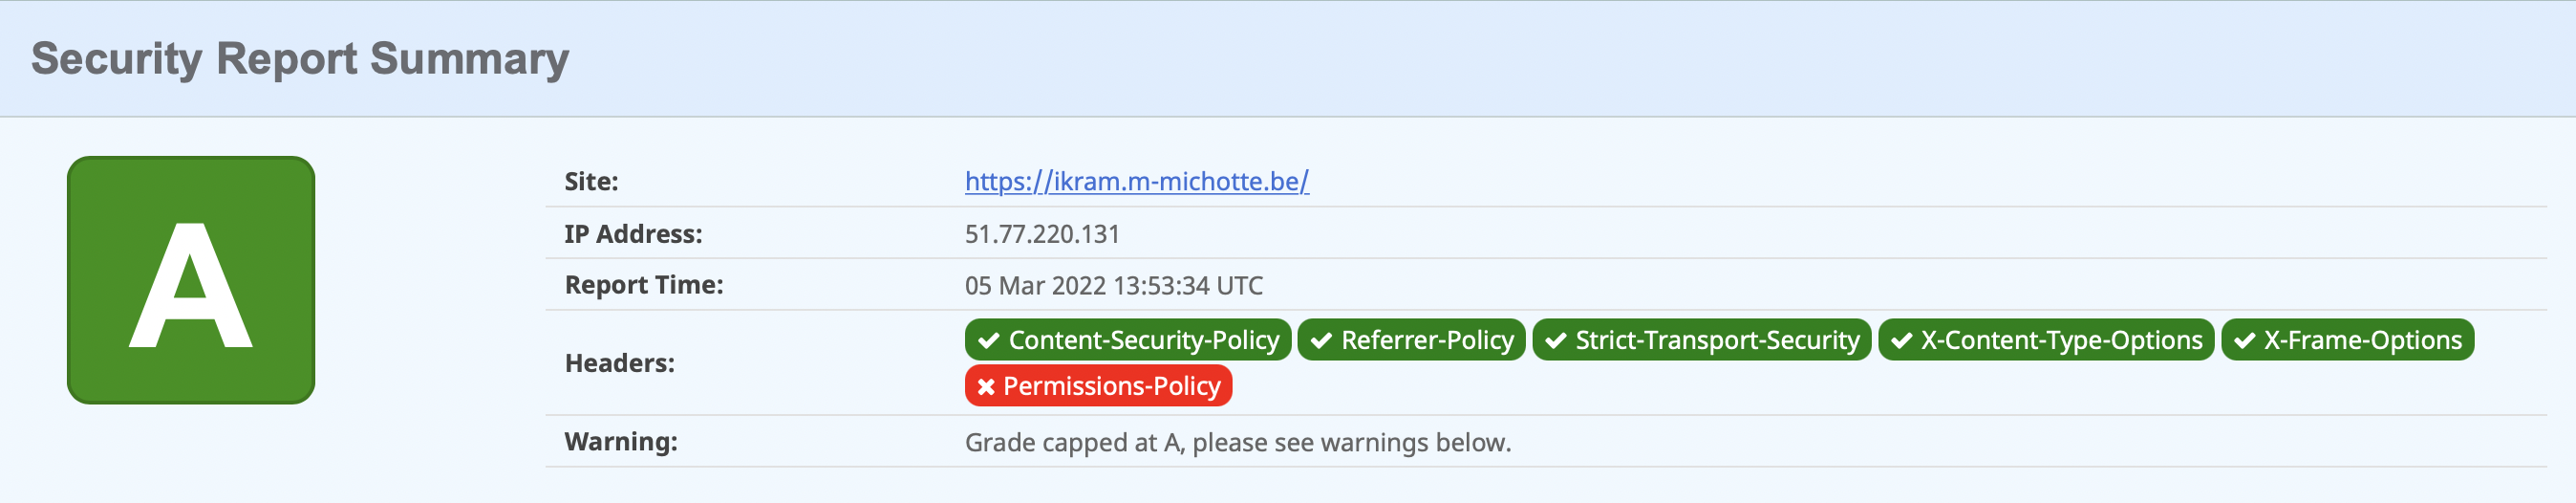 Security Report Summary
A
Site: https://ikram.m-michotte.be/
IP Address: 51.77.220.131
Report Time: 05 Mar 2022 13:53:34 UTC
Headers: Content-Security-Policy Referrer-Policy Strict-Transport-Security X-Content-Type-Options X-Frame-Options
Permissions-Policy
Warning: Grade capped at A, please see warnings below.